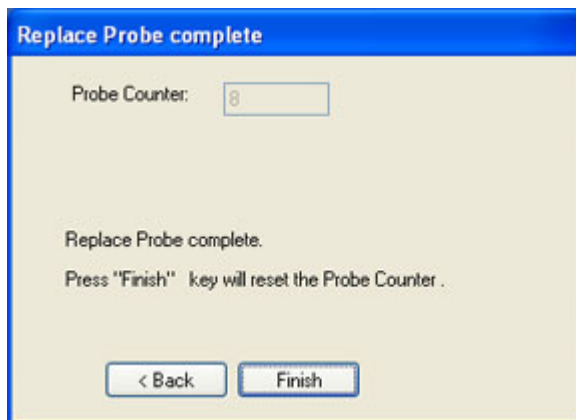 Replace Probe complete
Probe Counter: 8
Replace Probe complete.
Press "Finish" key will reset the Probe Counter .
< Back Finish